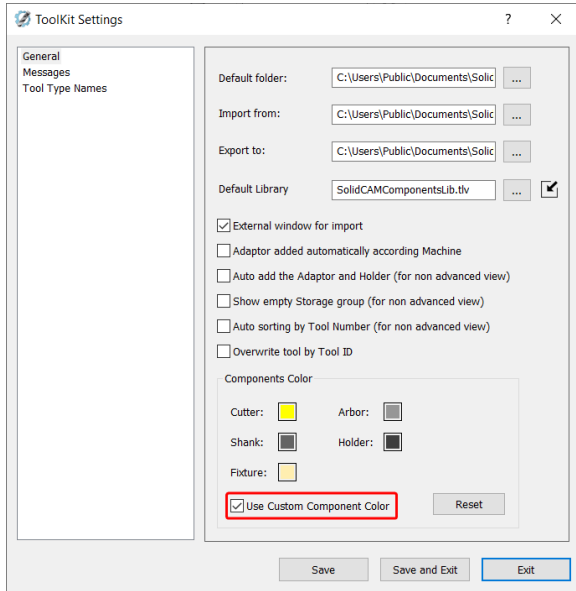 ToolKit Settings
?
General
Messages
Tool Type Names
Default folder:
C:\Users\Public\Documents\Solic
...
Import from:
C:\Users\Public\Documents\Solic
...
Export to:
C:\Users\Public\Documents\Solic
...
Default Library
SolidCAMComponentsLib.tlv
...
External window for import
Adaptor added automatically according Machine
Auto add the Adaptor and Holder (for non advanced view)
Show empty Storage group (for non advanced view)
Auto sorting by Tool Number (for non advanced view)
Overwrite tool by Tool ID
Components Color
Cutter:
Arbor:
Shank:
Holder:
Fixture:
Use Custom Component Color
Reset
Save
Save and Exit
Exit